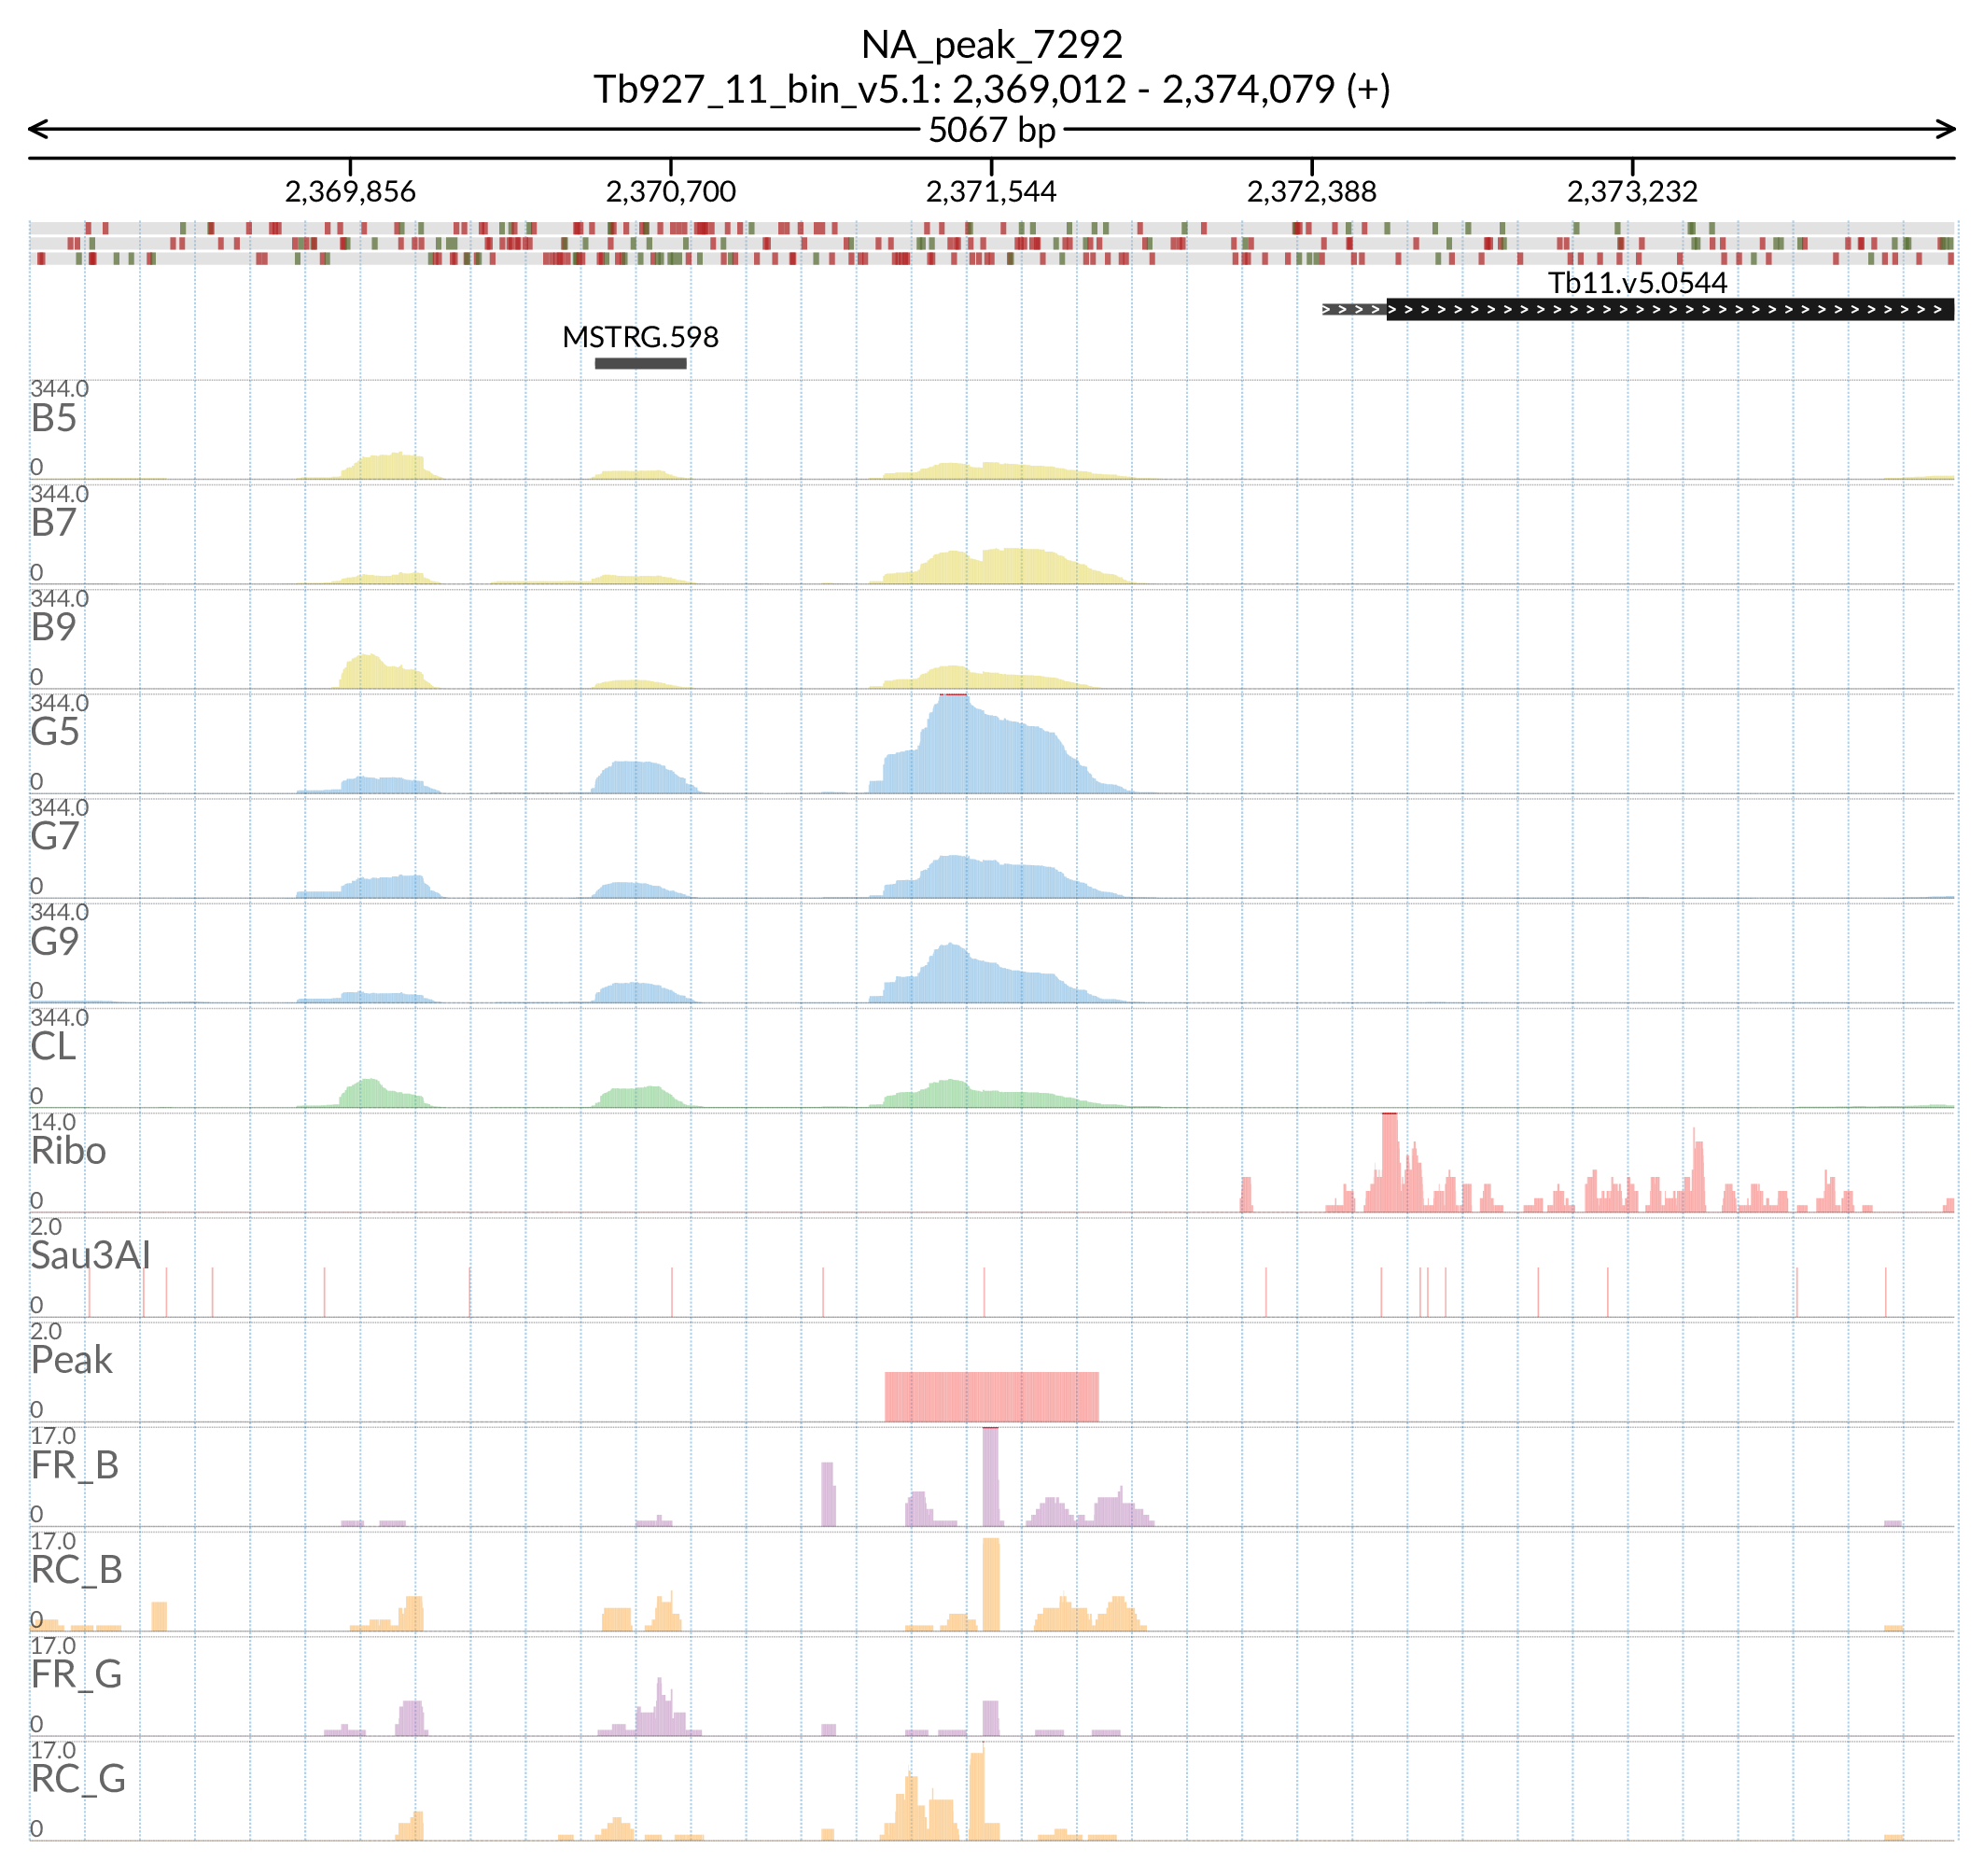 NA_peak_7292
Tb927_11_bin_v5.1: 2,369,012 - 2,374,079 (+)
5067 bp
2,369,856 2,370,700 2,371,544 2,372,388 2,373,232
Tb11.v5.0544
MSTRG.598
344.0
B5
0
344.0
B7
0
344.0
B9
0
344.0
G5
0
344.0
G7
0
344.0
G9
0
344.0
CL
0
14.0
Ribo
0
2.0
Sau3AI
0
2.0
Peak
0
17.0
FR_B
0
17.0
RC_B
0
17.0
FR_G
0
17.0
RC_G
0